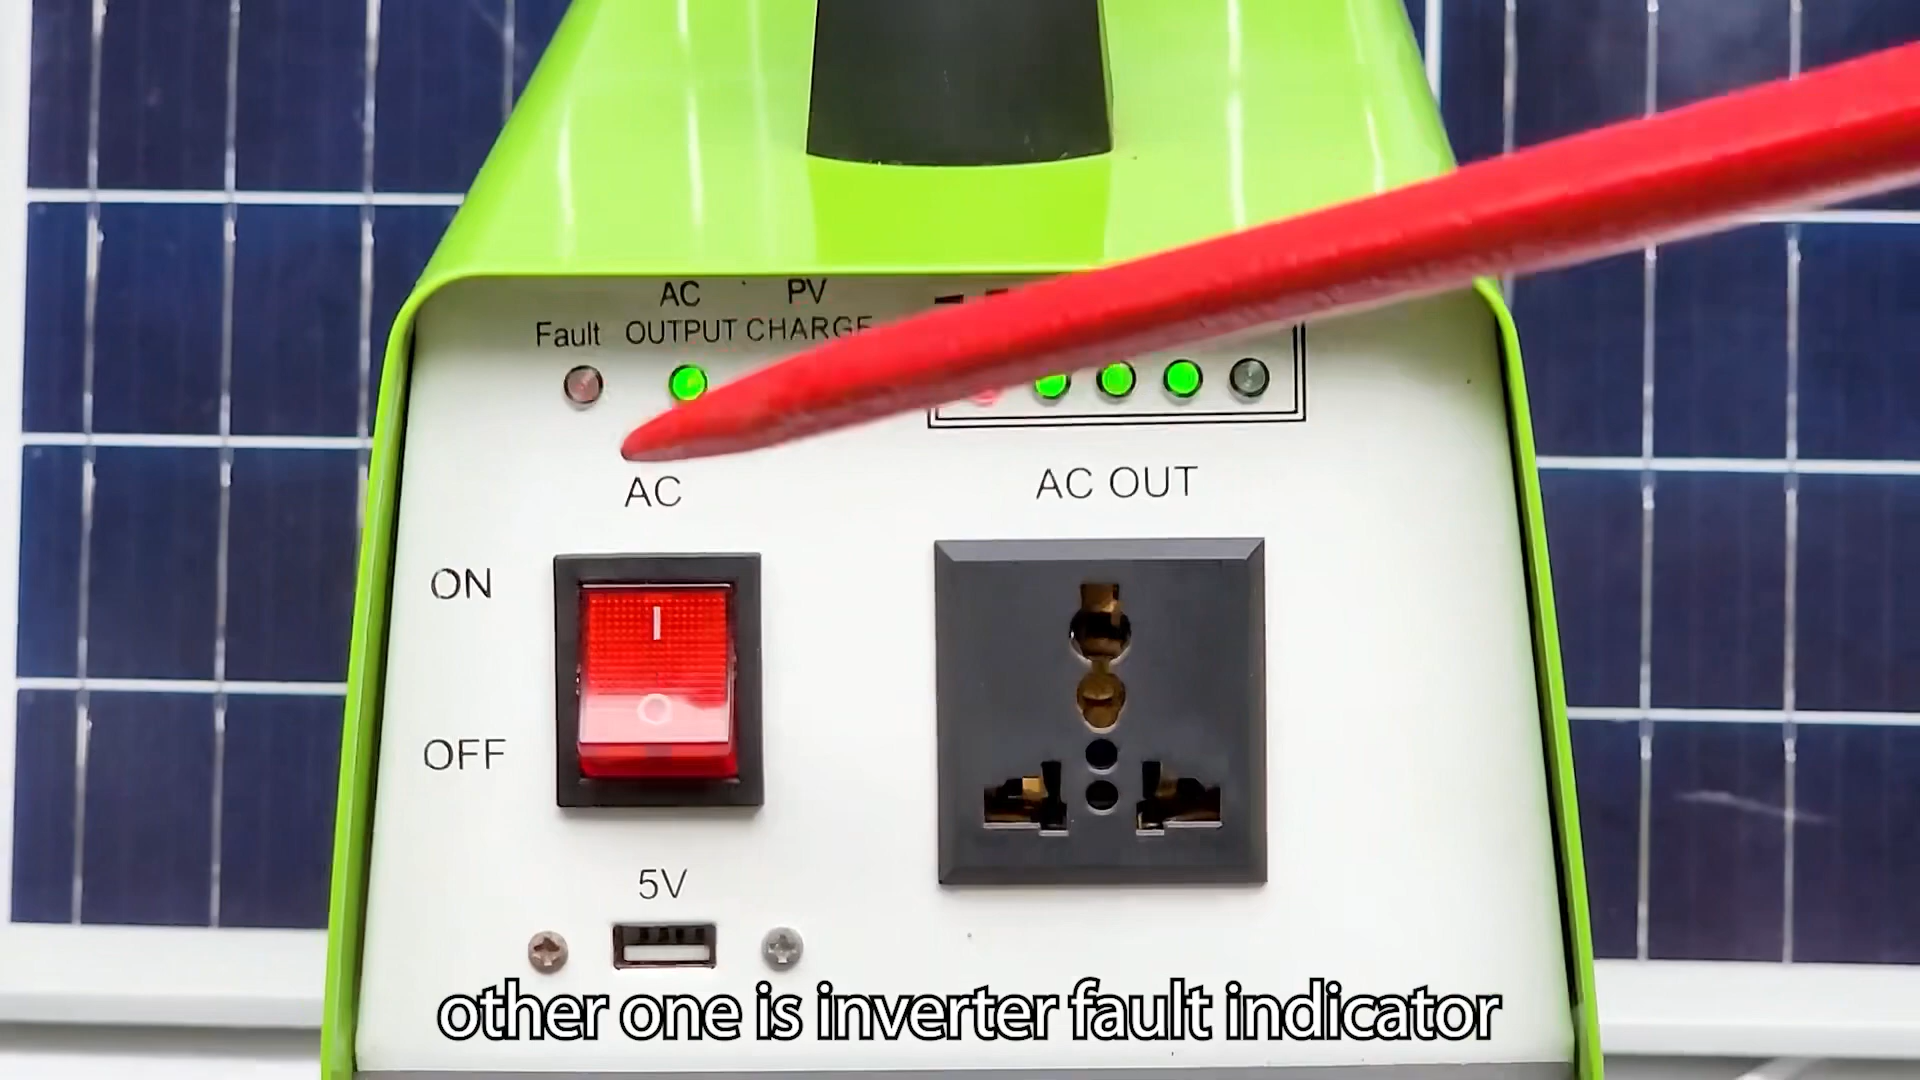 AC PV
Fault OUTPUT CHARGE
AC
AC OUT
ON
I
O
OFF
5V
other one is inverter fault indicator